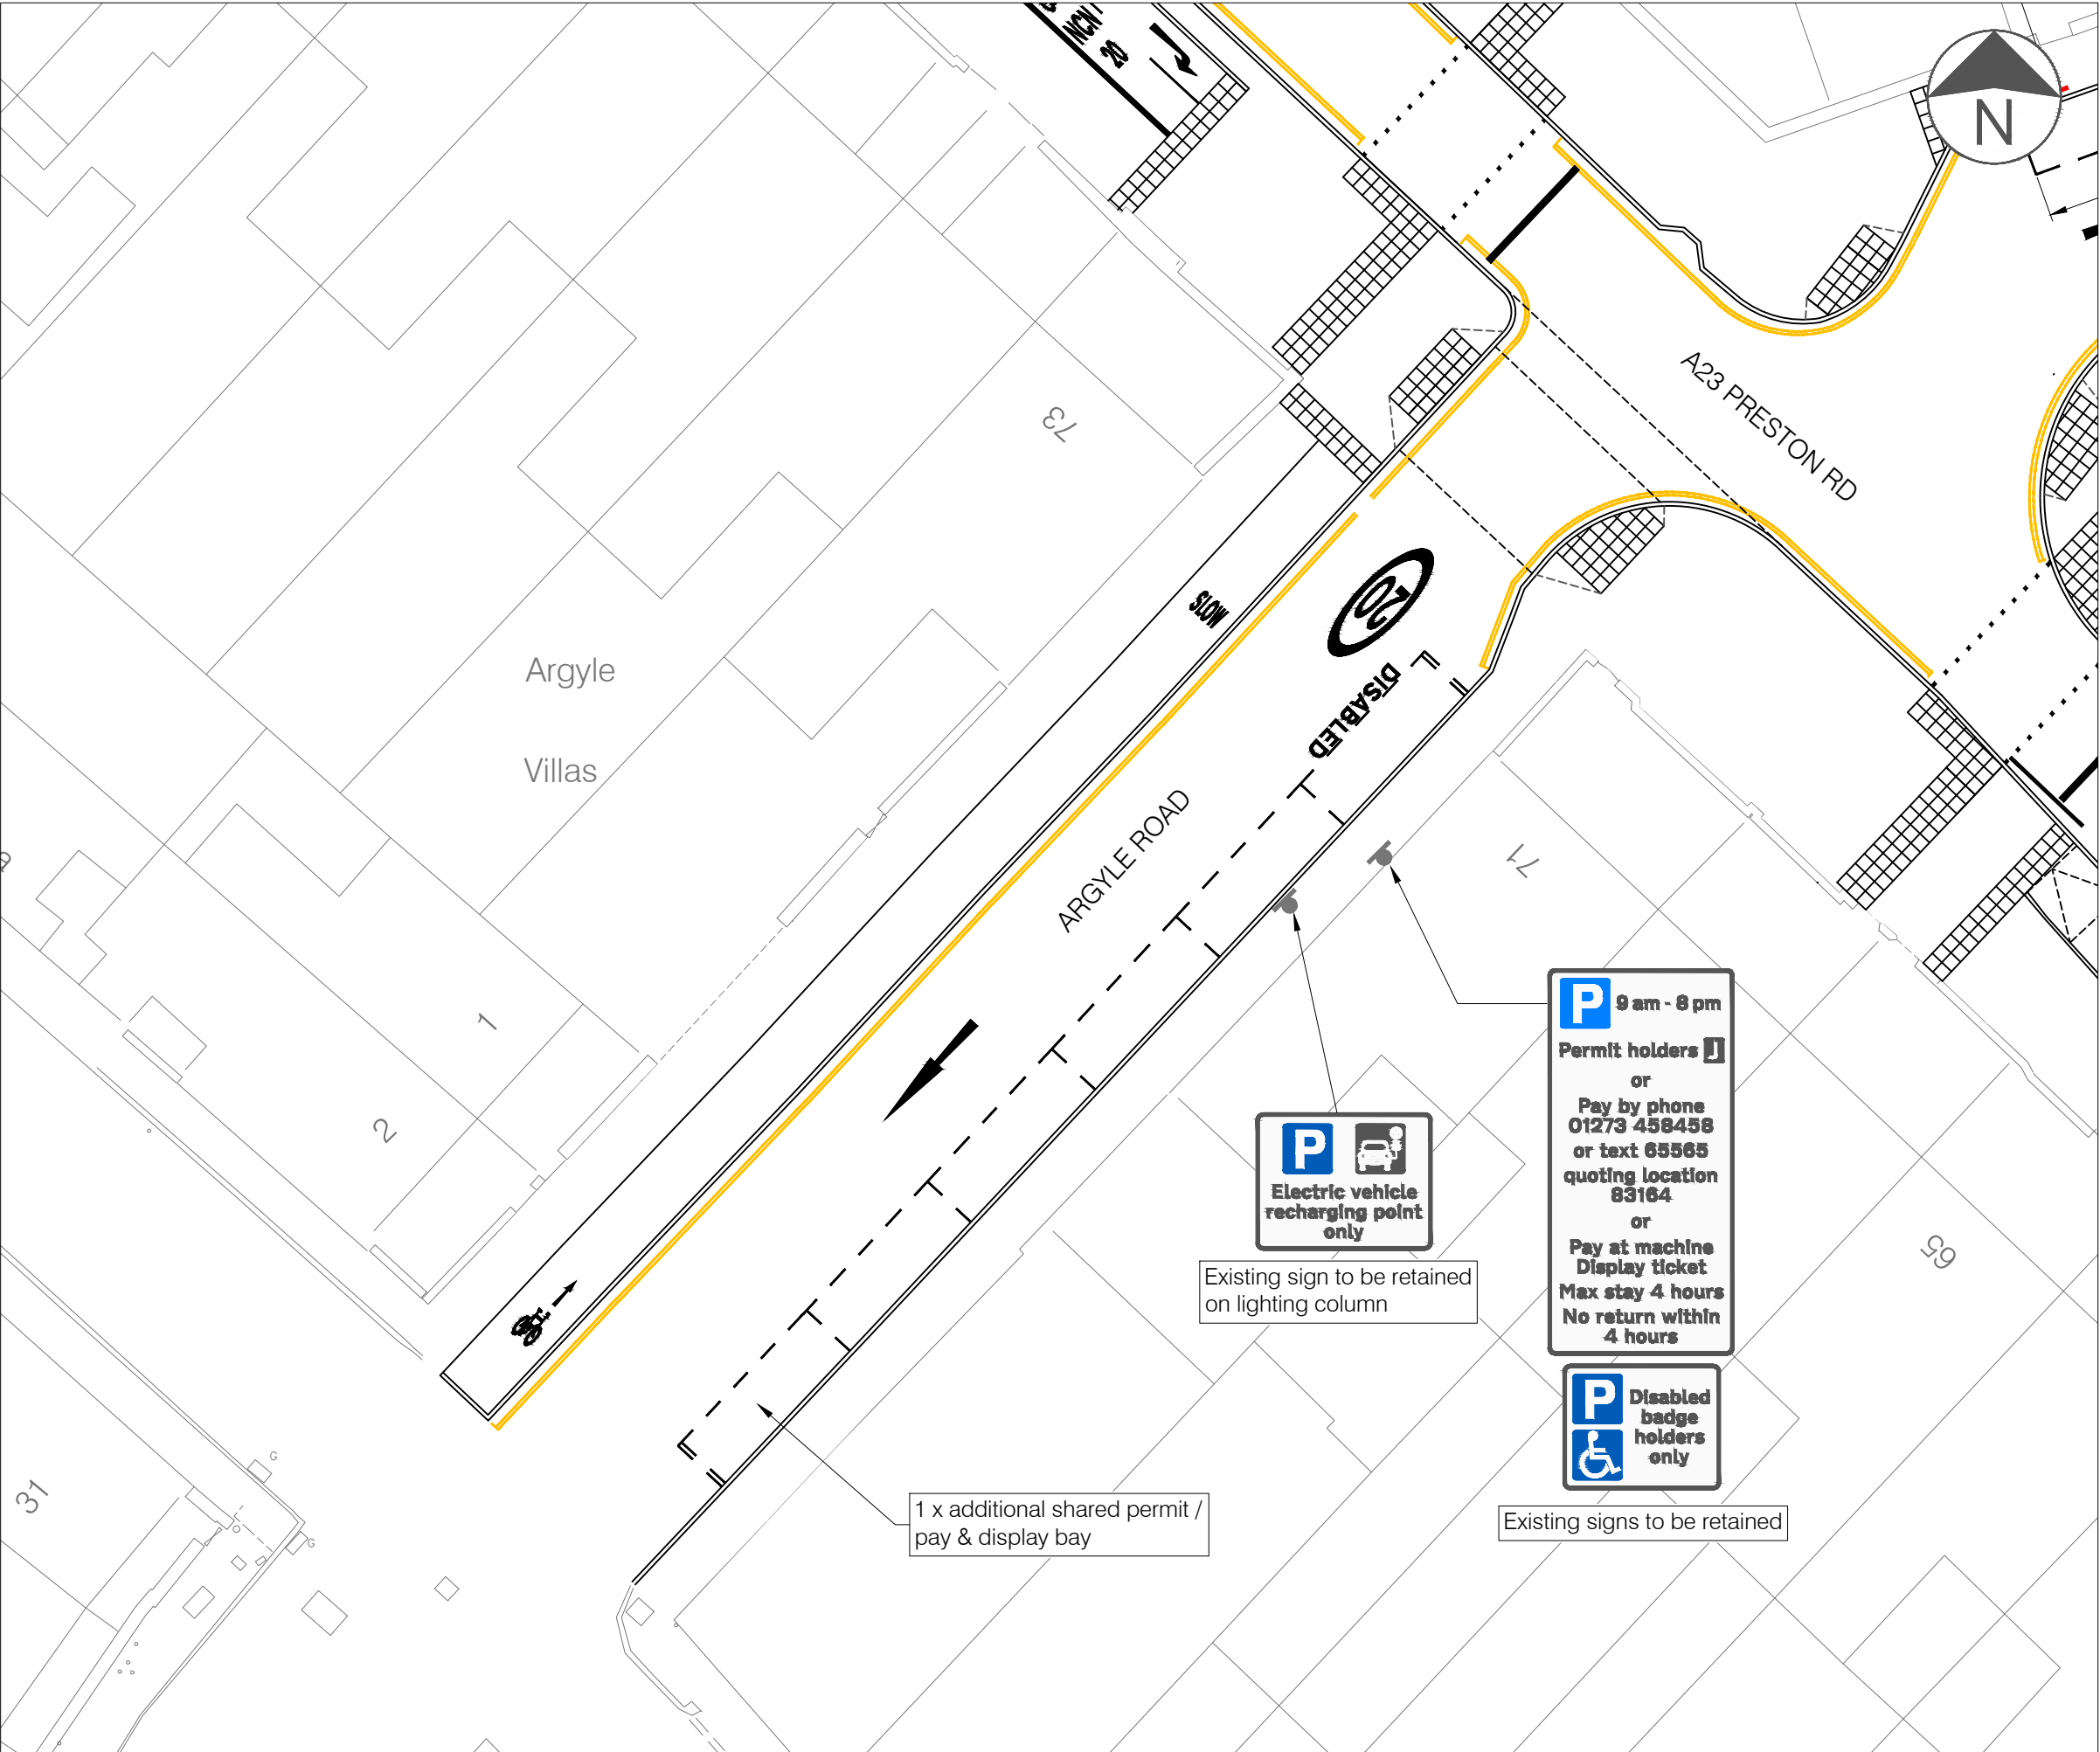 NCN
20
N
A23 PRESTON RD
73
SLOW
20
Argyle
Villas
DISABLED
ARGYLE ROAD
71
1
2
P 9 am - 8 pm
Permit holders J
or
Pay by phone
01273 458458
or text 65565
quoting location
83164
or
Pay at machine
Display ticket
Max stay 4 hours
No return within
4 hours
P
Electric vehicle
recharging point
only
Existing sign to be retained
on lighting column
65
P Disabled
badge
holders
only
Existing signs to be retained
1 x additional shared permit /
pay & display bay
31
G
G